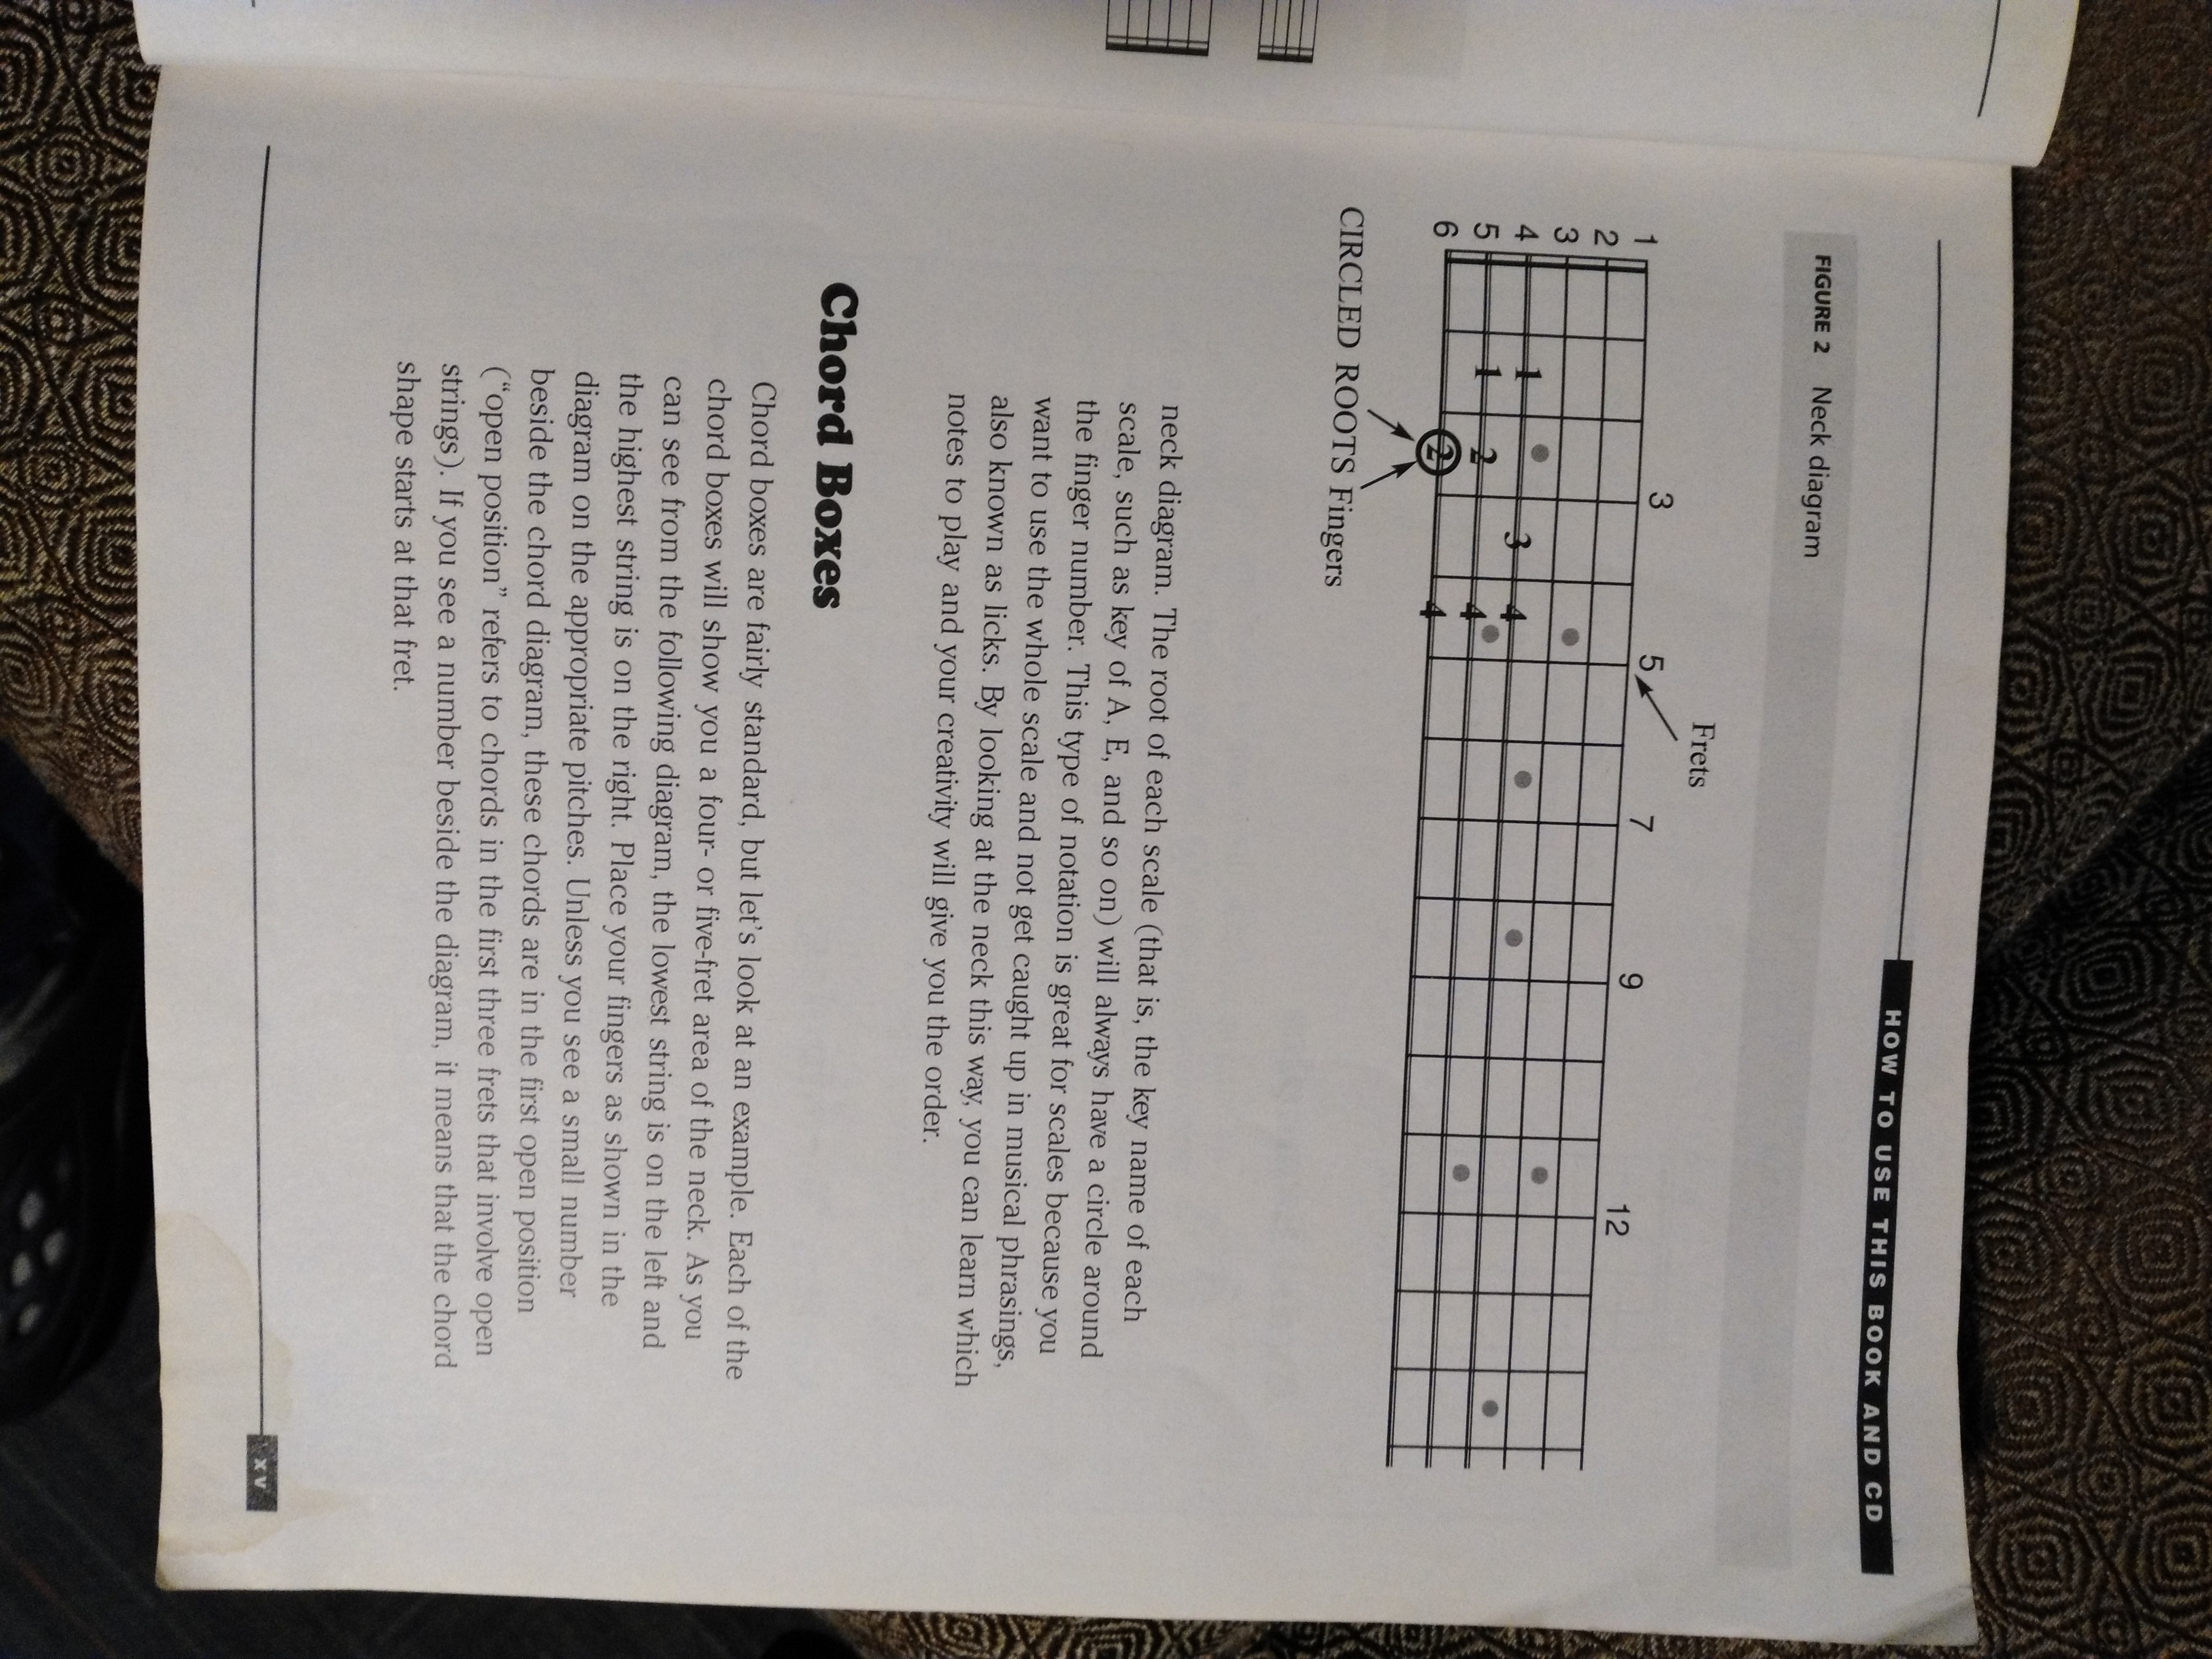 HOW TO USE THIS BOOK AND CD
FIGURE 2 Neck diagram
Frets
3 5 7 9 12
1
2
3
4 1 3 4
5 1 2 4
6 2 4
CIRCLED ROOTS Fingers
neck diagram. The root of each scale (that is, the key name of each
scale, such as key of A, E, and so on) will always have a circle around
the finger number. This type of notation is great for scales because you
want to use the whole scale and not get caught up in musical phrasings,
also known as licks. By looking at the neck this way, you can learn which
notes to play and your creativity will give you the order.
Chord Boxes
Chord boxes are fairly standard, but let's look at an example. Each of the
chord boxes will show you a four- or five-fret area of the neck. As you
can see from the following diagram, the lowest string is on the left and
the highest string is on the right. Place your fingers as shown in the
diagram on the appropriate pitches. Unless you see a small number
beside the chord diagram, these chords are in the first open position
("open position" refers to chords in the first three frets that involve open
strings). If you see a number beside the diagram, it means that the chord
shape starts at that fret.
xv